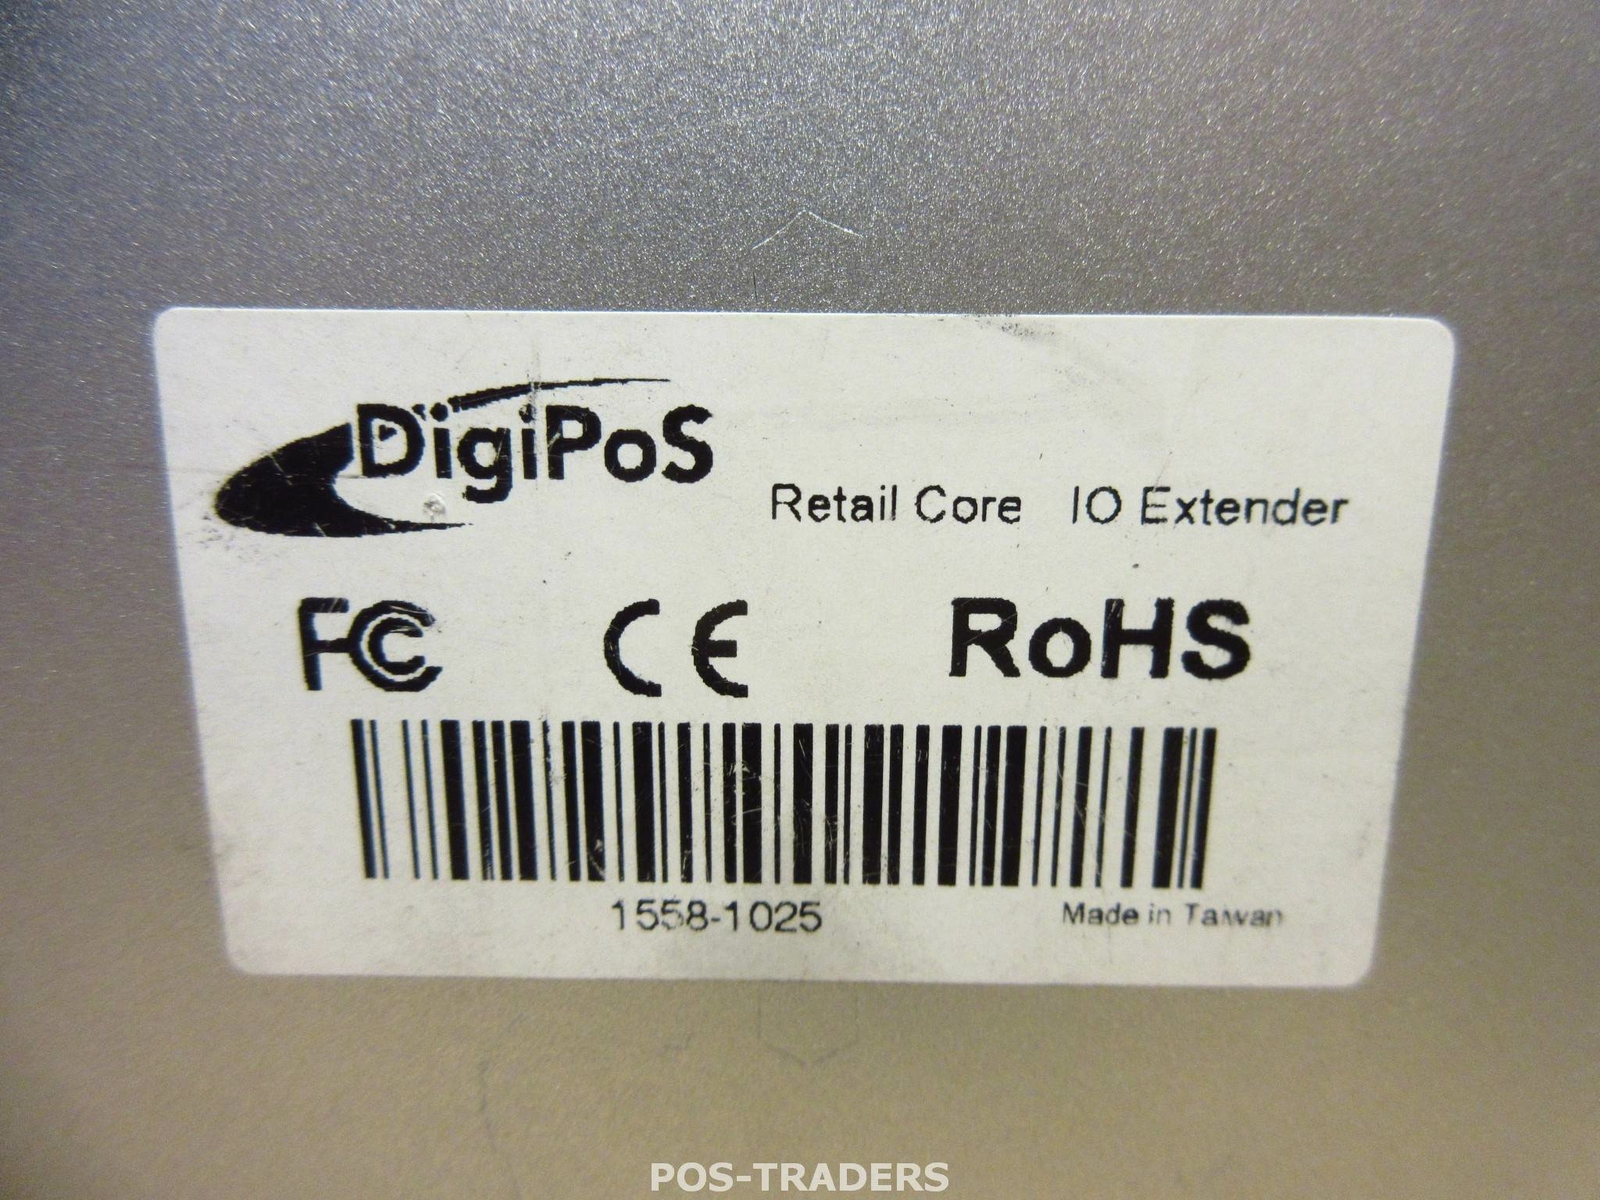 DigiPoS
Retail Core IO Extender
FC CE RoHS
1558-1025
Made in Taiwan
POS-TRADERS